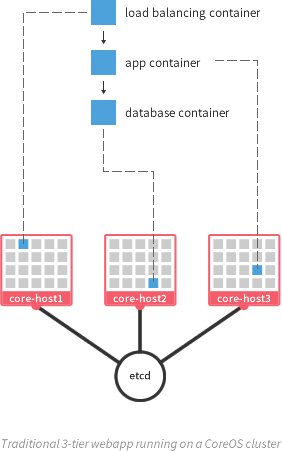 load balancing container
app container
database container
core-host1
core-host2
core-host3
etcd
Traditional 3-tier webapp running on a CoreOS cluster